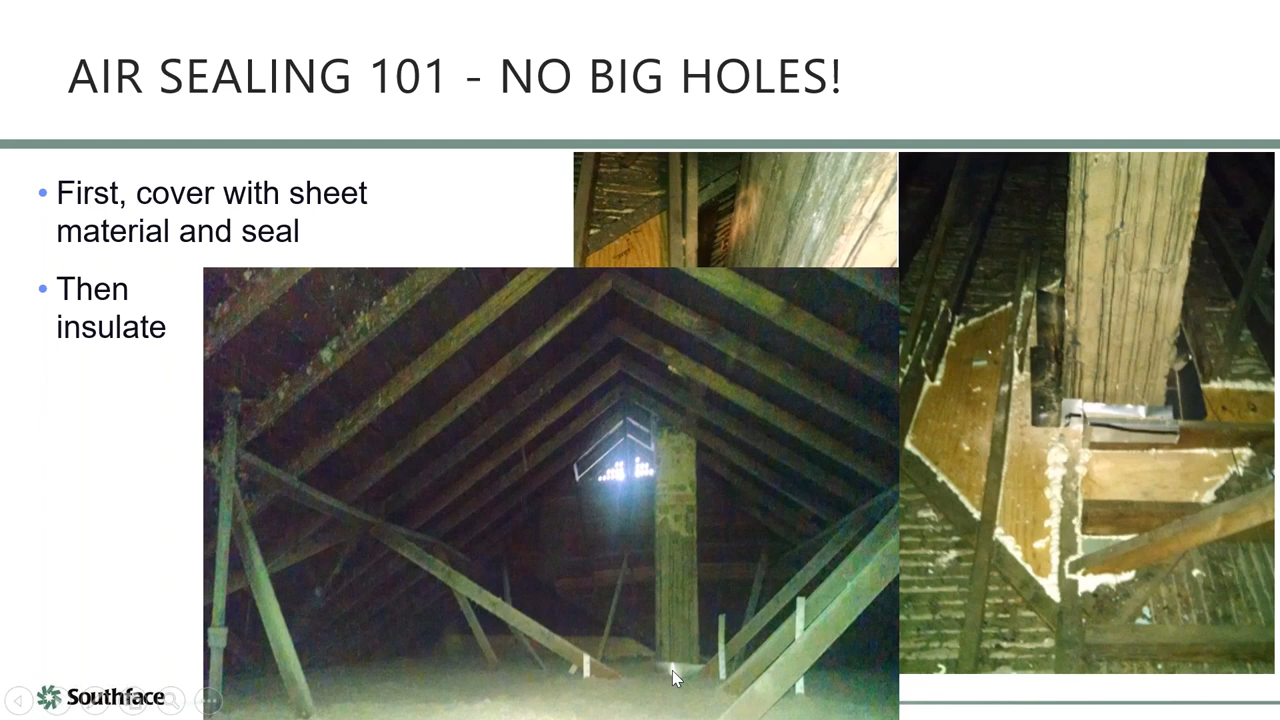 AIR SEALING 101 - NO BIG HOLES!
• First, cover with sheet
material and seal
• Then
insulate
Southface